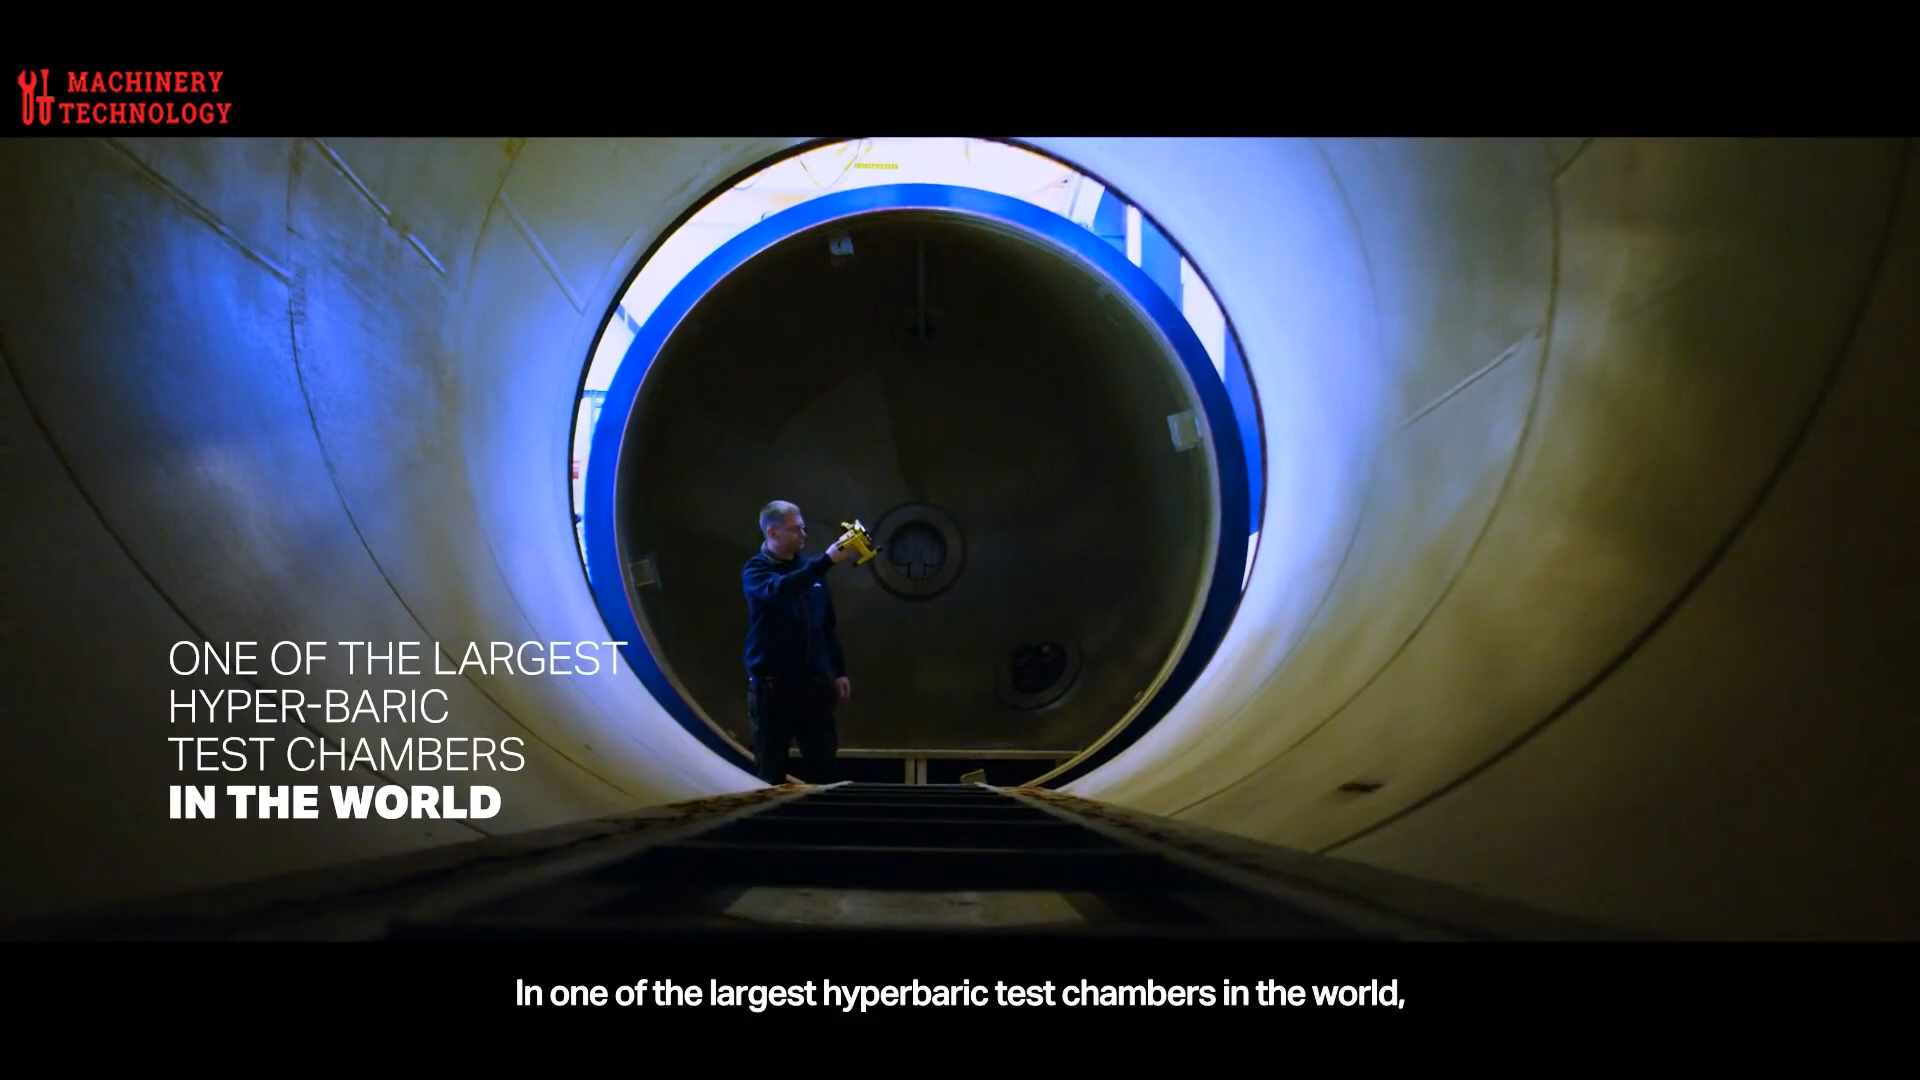 MACHINERY
TECHNOLOGY
ONE OF THE LARGEST
HYPER-BARIC
TEST CHAMBERS
IN THE WORLD
In one of the largest hyperbaric test chambers in the world,